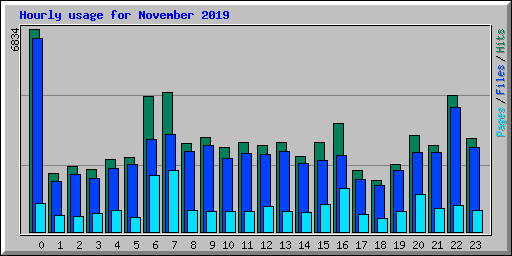 Hourly usage for November 2019
6834
Pages / Files / Hits
0 1 2 3 4 5 6 7 8 9 10 11 12 13 14 15 16 17 18 19 20 21 22 23